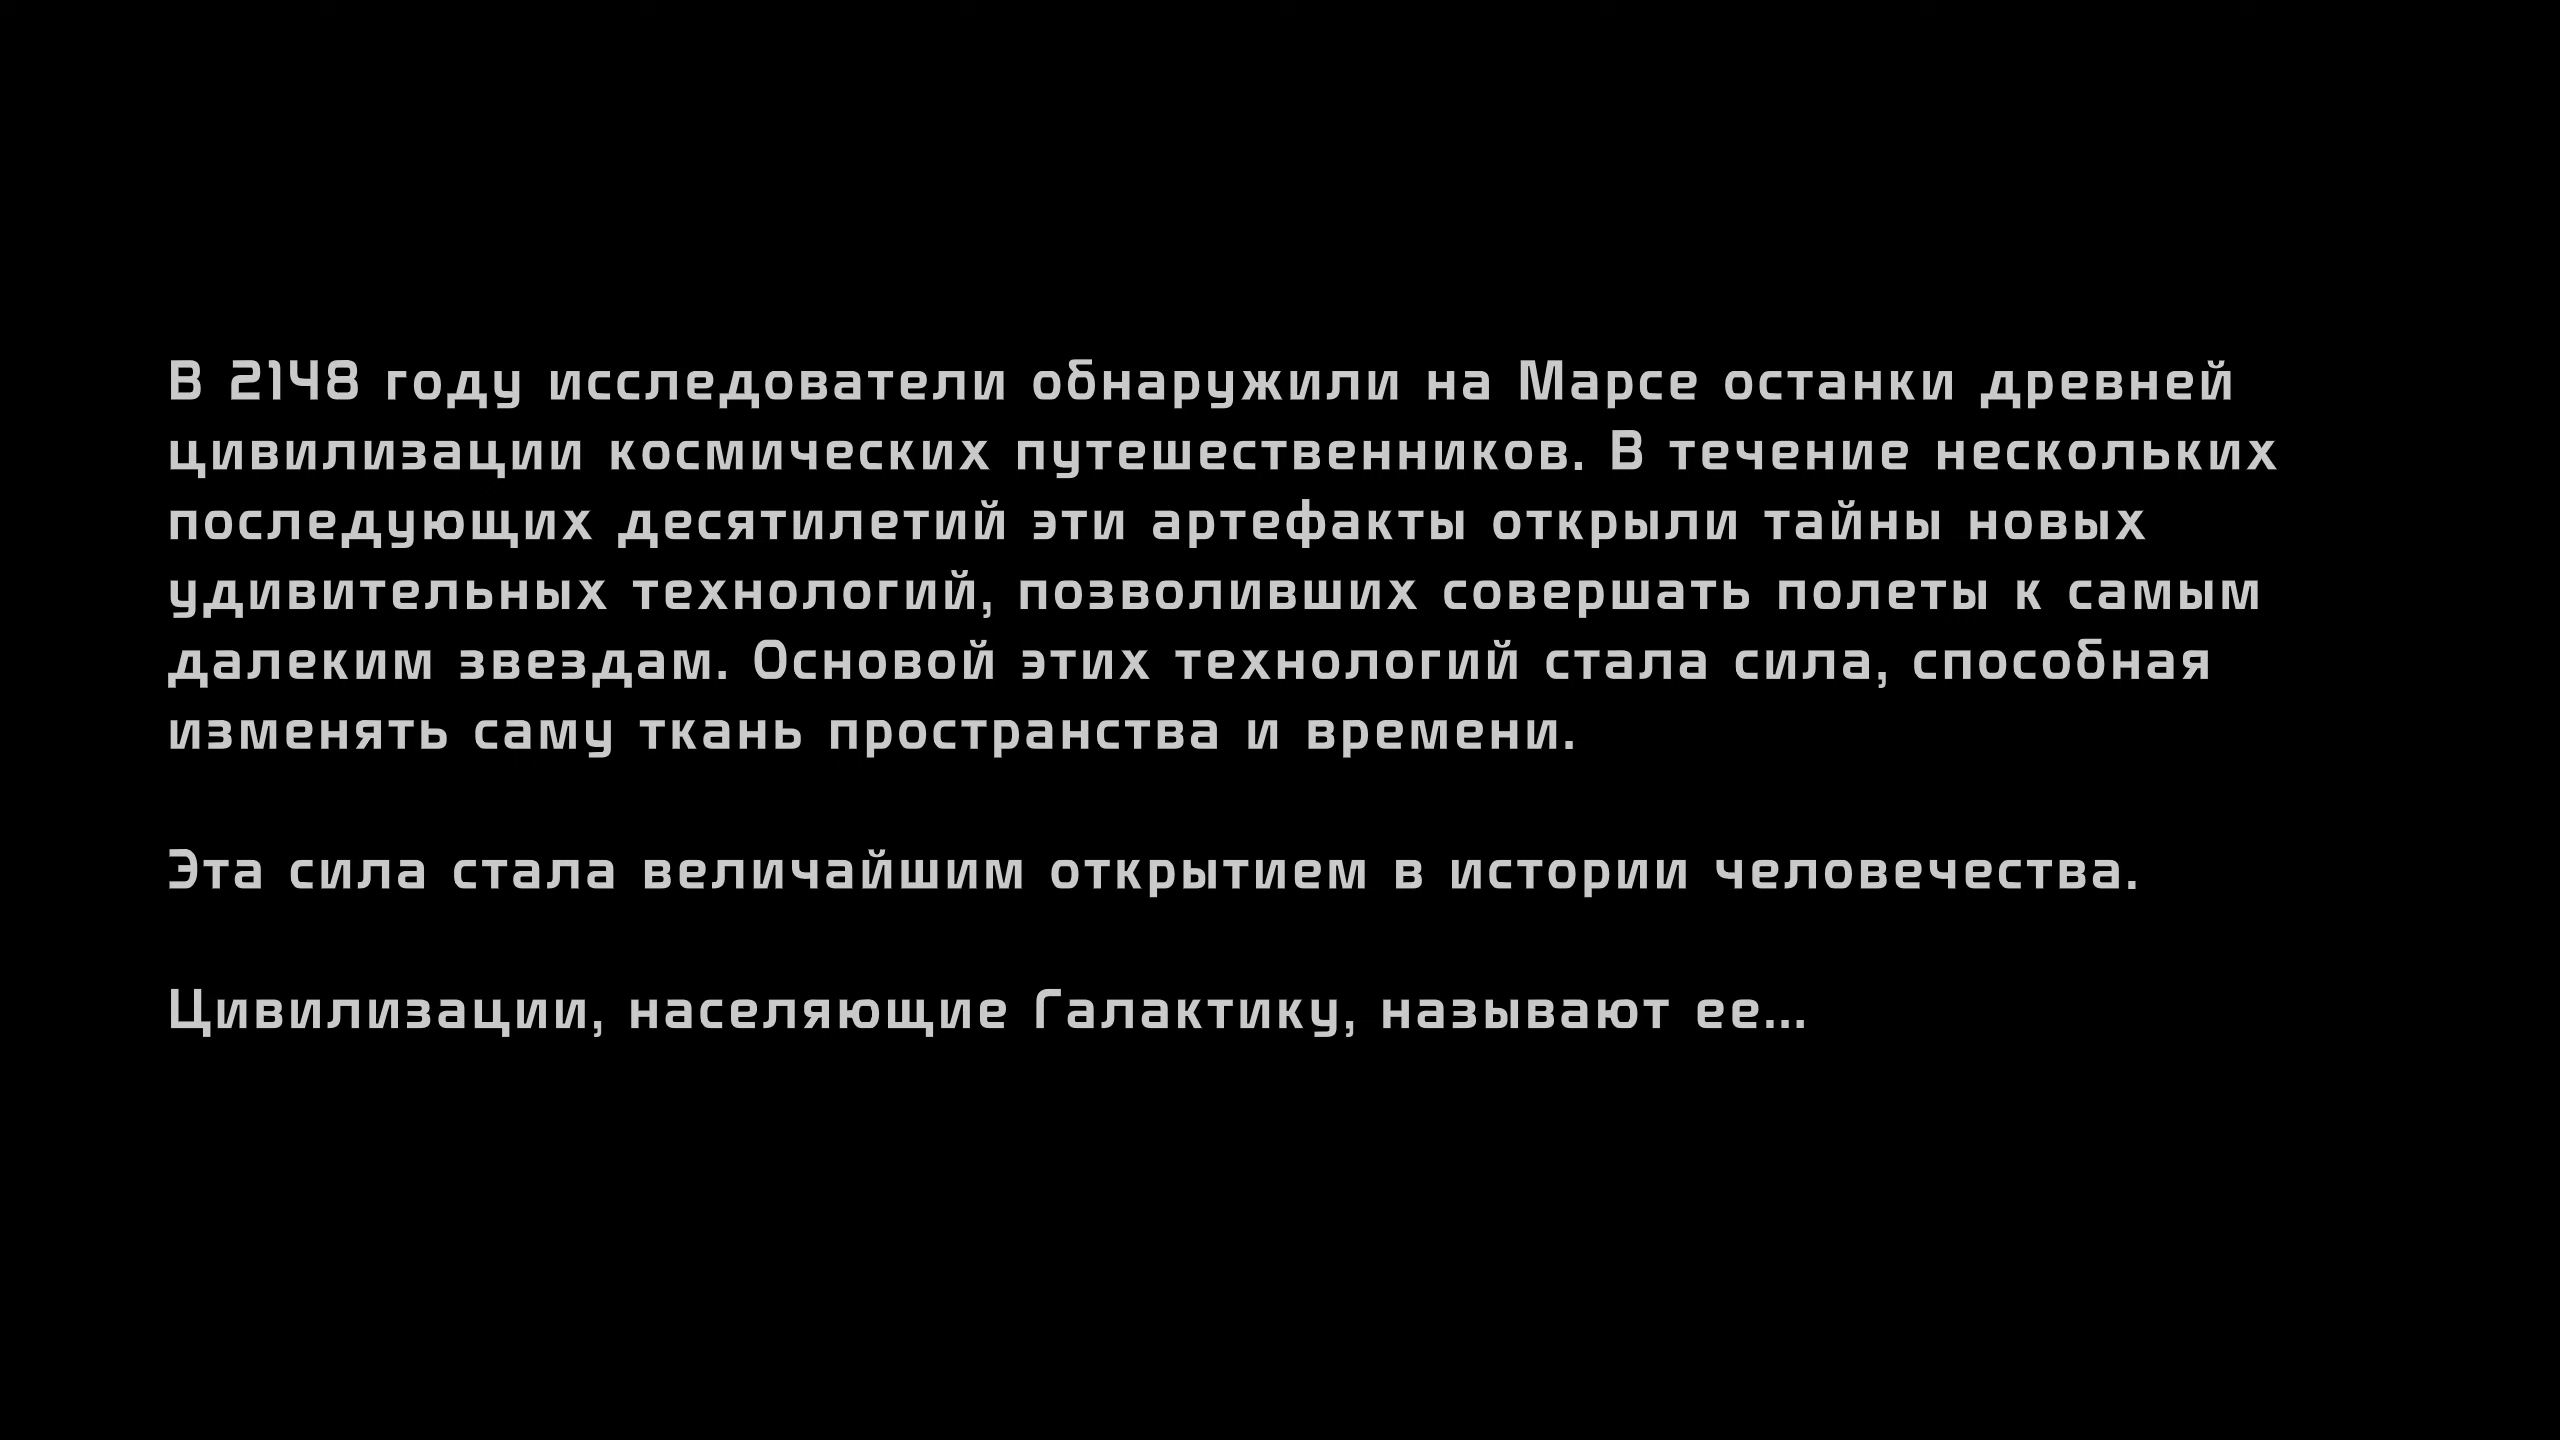 В 2148 году исследователи обнаружили на Марсе останки древней
цивилизации космических путешественников. В течение нескольких
последующих десятилетий эти артефакты открыли тайны новых
удивительных технологий, позволивших совершать полеты к самым
далеким звездам. Основой этих технологий стала сила, способная
изменять саму ткань пространства и времени.
Эта сила стала величайшим открытием в истории человечества.
Цивилизации, населяющие Галактику, называют ее...